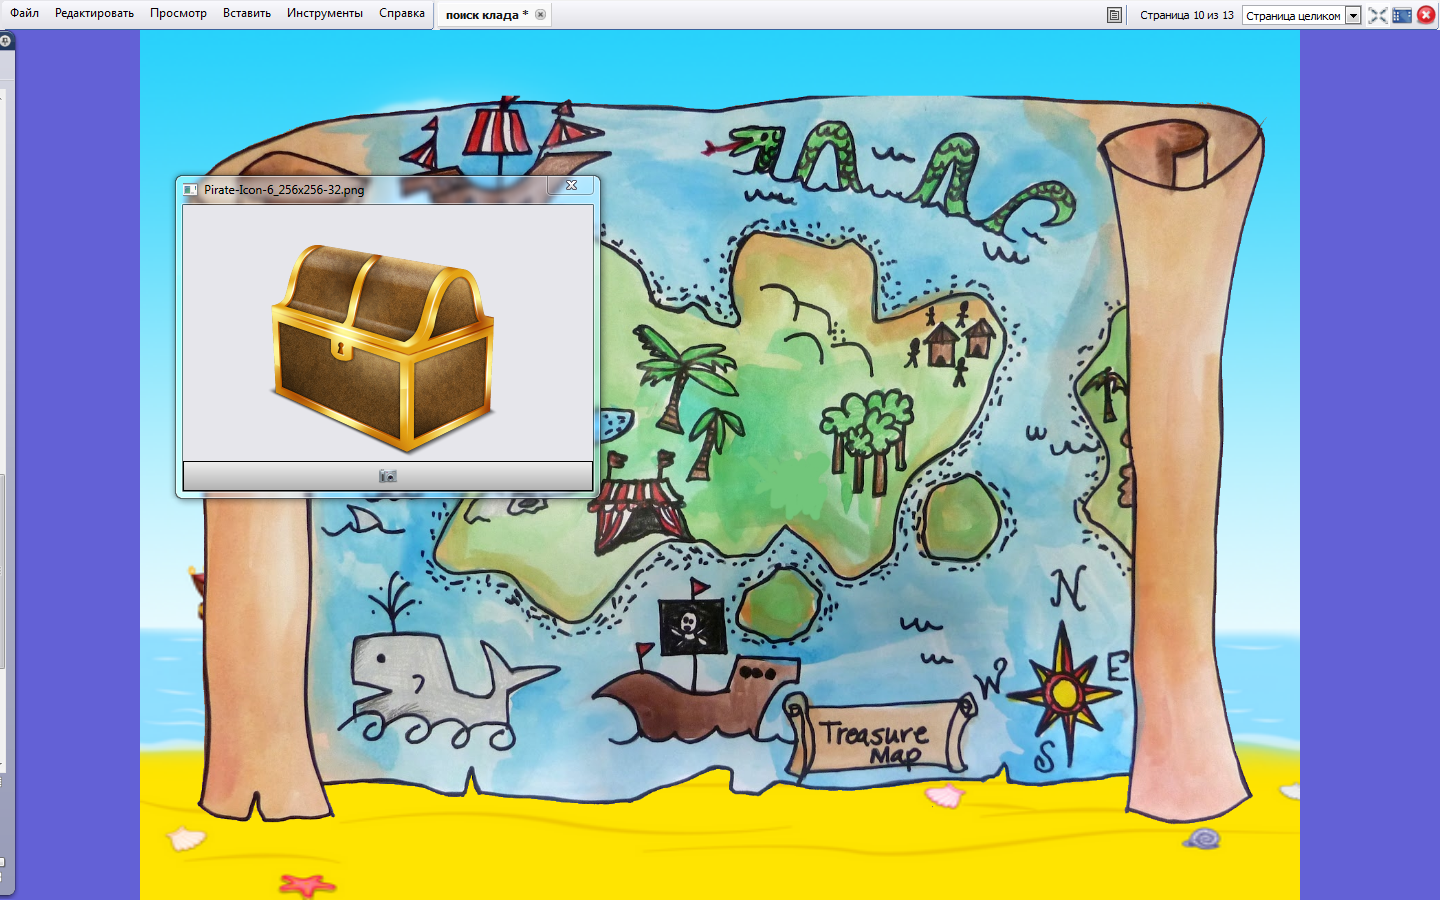 Файл Редактировать Просмотр Вставить Инструменты Справка поиск клада * Страница 10 из 13 Страница целиком
Pirate-Icon-6_256x256-32.png
N
W E
S
Treasure
Map